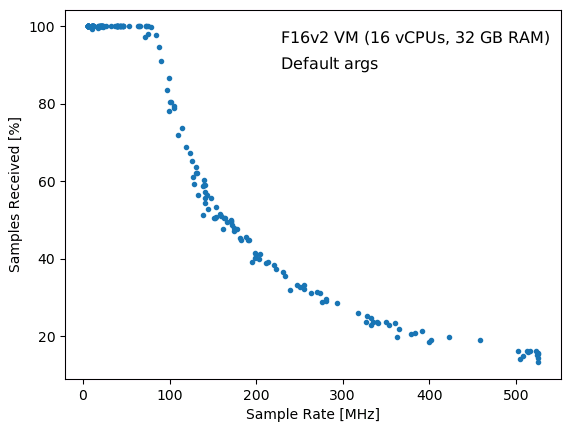 F16v2 VM (16 vCPUs, 32 GB RAM)
Default args
Samples Received [%]
100
80
60
40
20
0 100 200 300 400 500
Sample Rate [MHz]